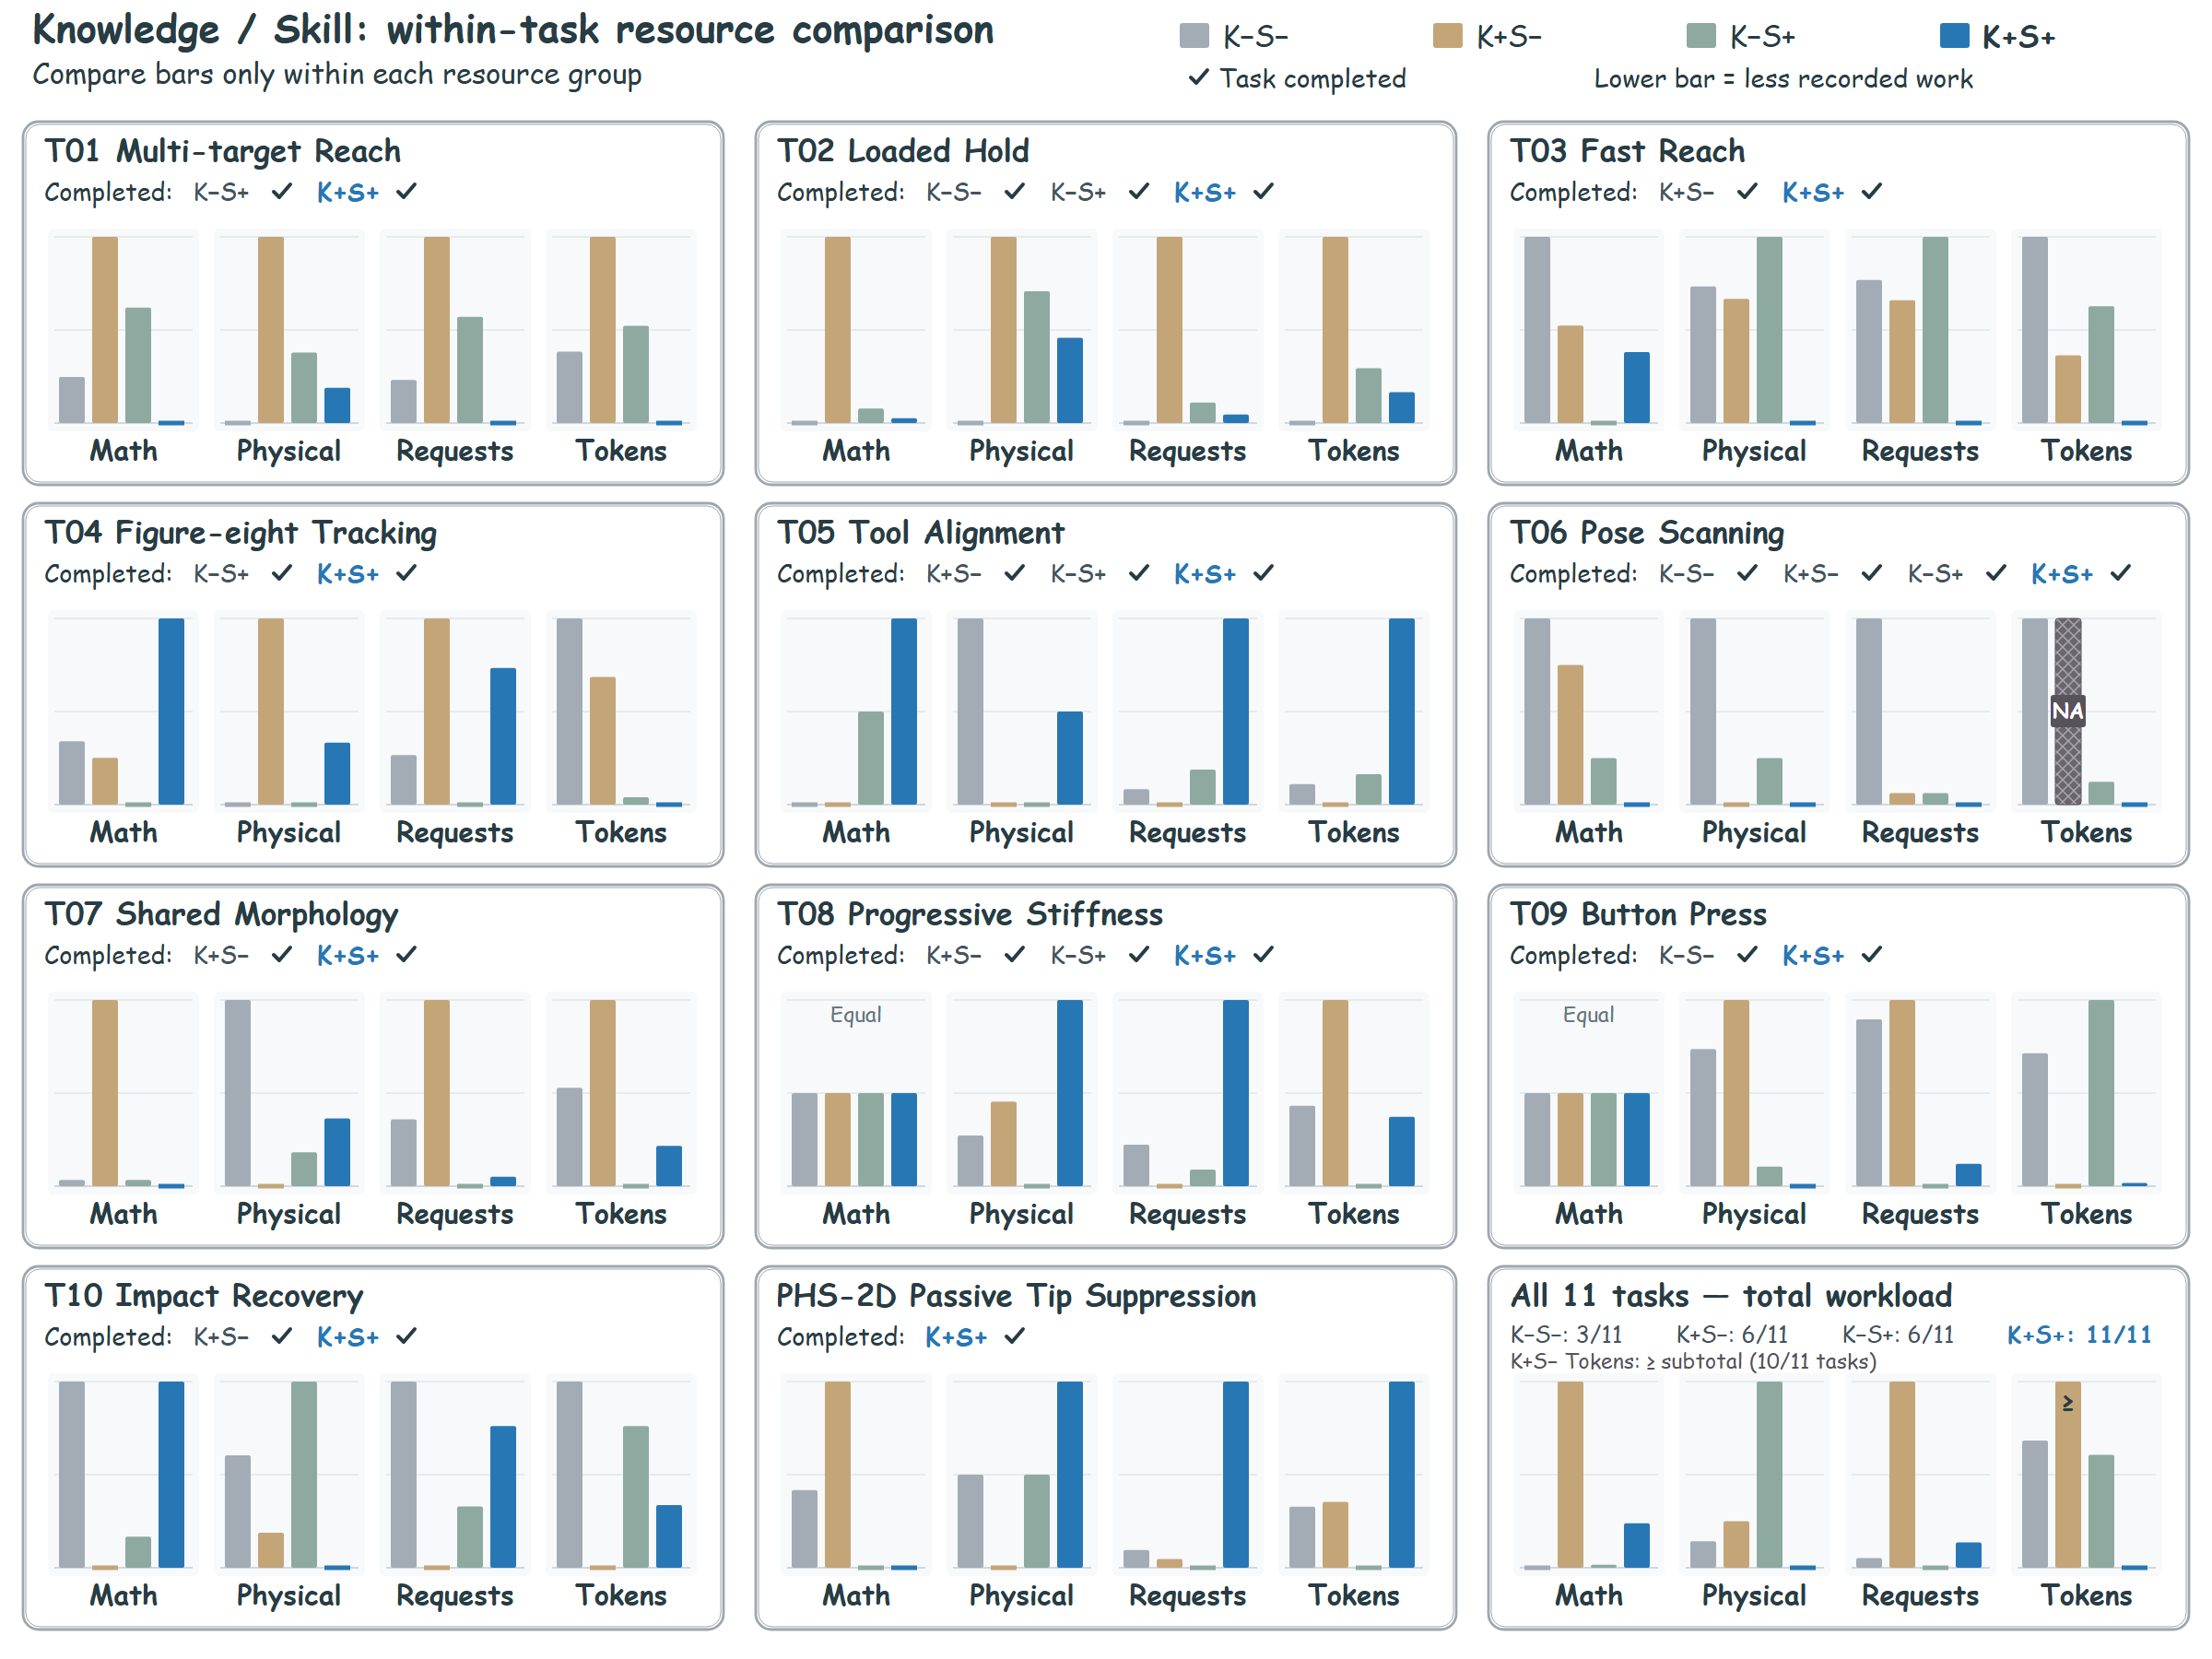 Knowledge / Skill: within-task resource comparison
Compare bars only within each resource group
K−S− K+S− K−S+ K+S+
✓ Task completed Lower bar = less recorded work
T01 Multi-target Reach
Completed: K−S+ ✓ K+S+ ✓
Math Physical Requests Tokens
T02 Loaded Hold
Completed: K−S− ✓ K−S+ ✓ K+S+ ✓
Math Physical Requests Tokens
T03 Fast Reach
Completed: K+S− ✓ K+S+ ✓
Math Physical Requests Tokens
T04 Figure-eight Tracking
Completed: K−S+ ✓ K+S+ ✓
Math Physical Requests Tokens
T05 Tool Alignment
Completed: K+S− ✓ K−S+ ✓ K+S+ ✓
Math Physical Requests Tokens
T06 Pose Scanning
Completed: K−S− ✓ K+S− ✓ K−S+ ✓ K+S+ ✓
NA
Math Physical Requests Tokens
T07 Shared Morphology
Completed: K+S− ✓ K+S+ ✓
Math Physical Requests Tokens
T08 Progressive Stiffness
Completed: K+S− ✓ K−S+ ✓ K+S+ ✓
Equal
Math Physical Requests Tokens
T09 Button Press
Completed: K−S− ✓ K+S+ ✓
Equal
Math Physical Requests Tokens
T10 Impact Recovery
Completed: K+S− ✓ K+S+ ✓
Math Physical Requests Tokens
PHS-2D Passive Tip Suppression
Completed: K+S+ ✓
Math Physical Requests Tokens
All 11 tasks — total workload
K−S−: 3/11 K+S−: 6/11 K−S+: 6/11 K+S+: 11/11
K+S− Tokens: ≥ subtotal (10/11 tasks)
≥
Math Physical Requests Tokens